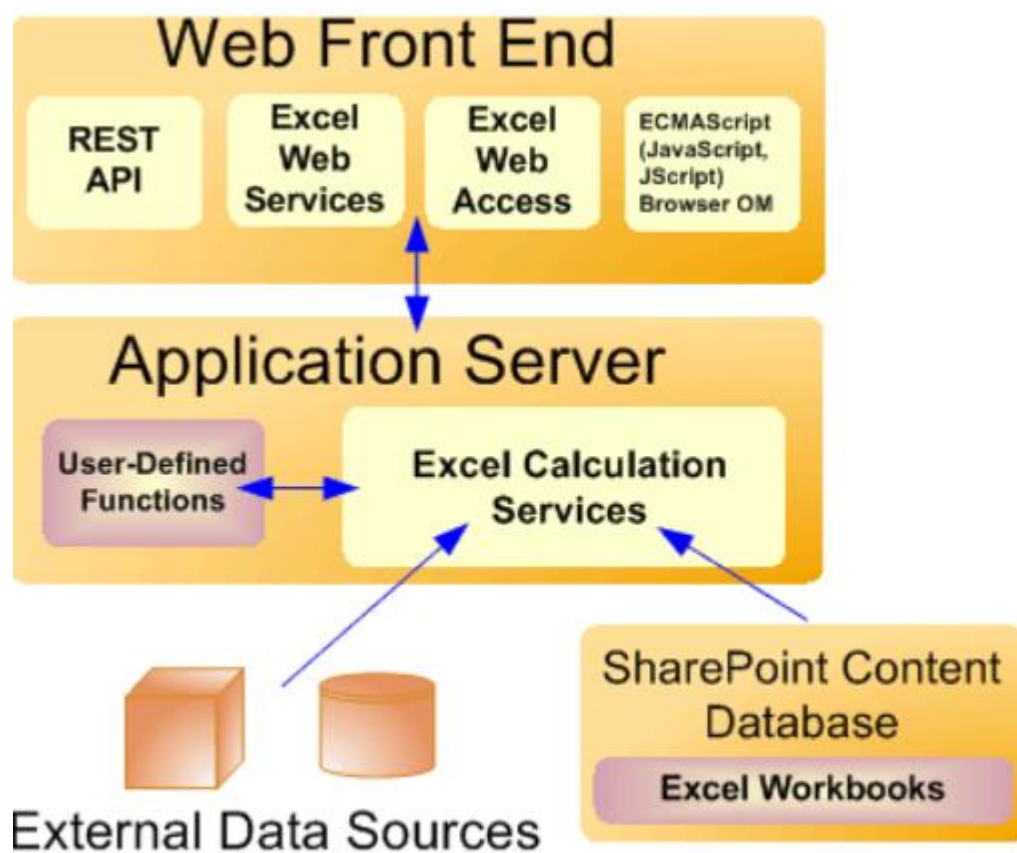 Web Front End
REST
API
Excel
Web
Services
Excel
Web
Access
ECMAScript
(JavaScript,
JScript)
Browser OM
Application Server
User-Defined
Functions
Excel Calculation
Services
External Data Sources
SharePoint Content
Database
Excel Workbooks